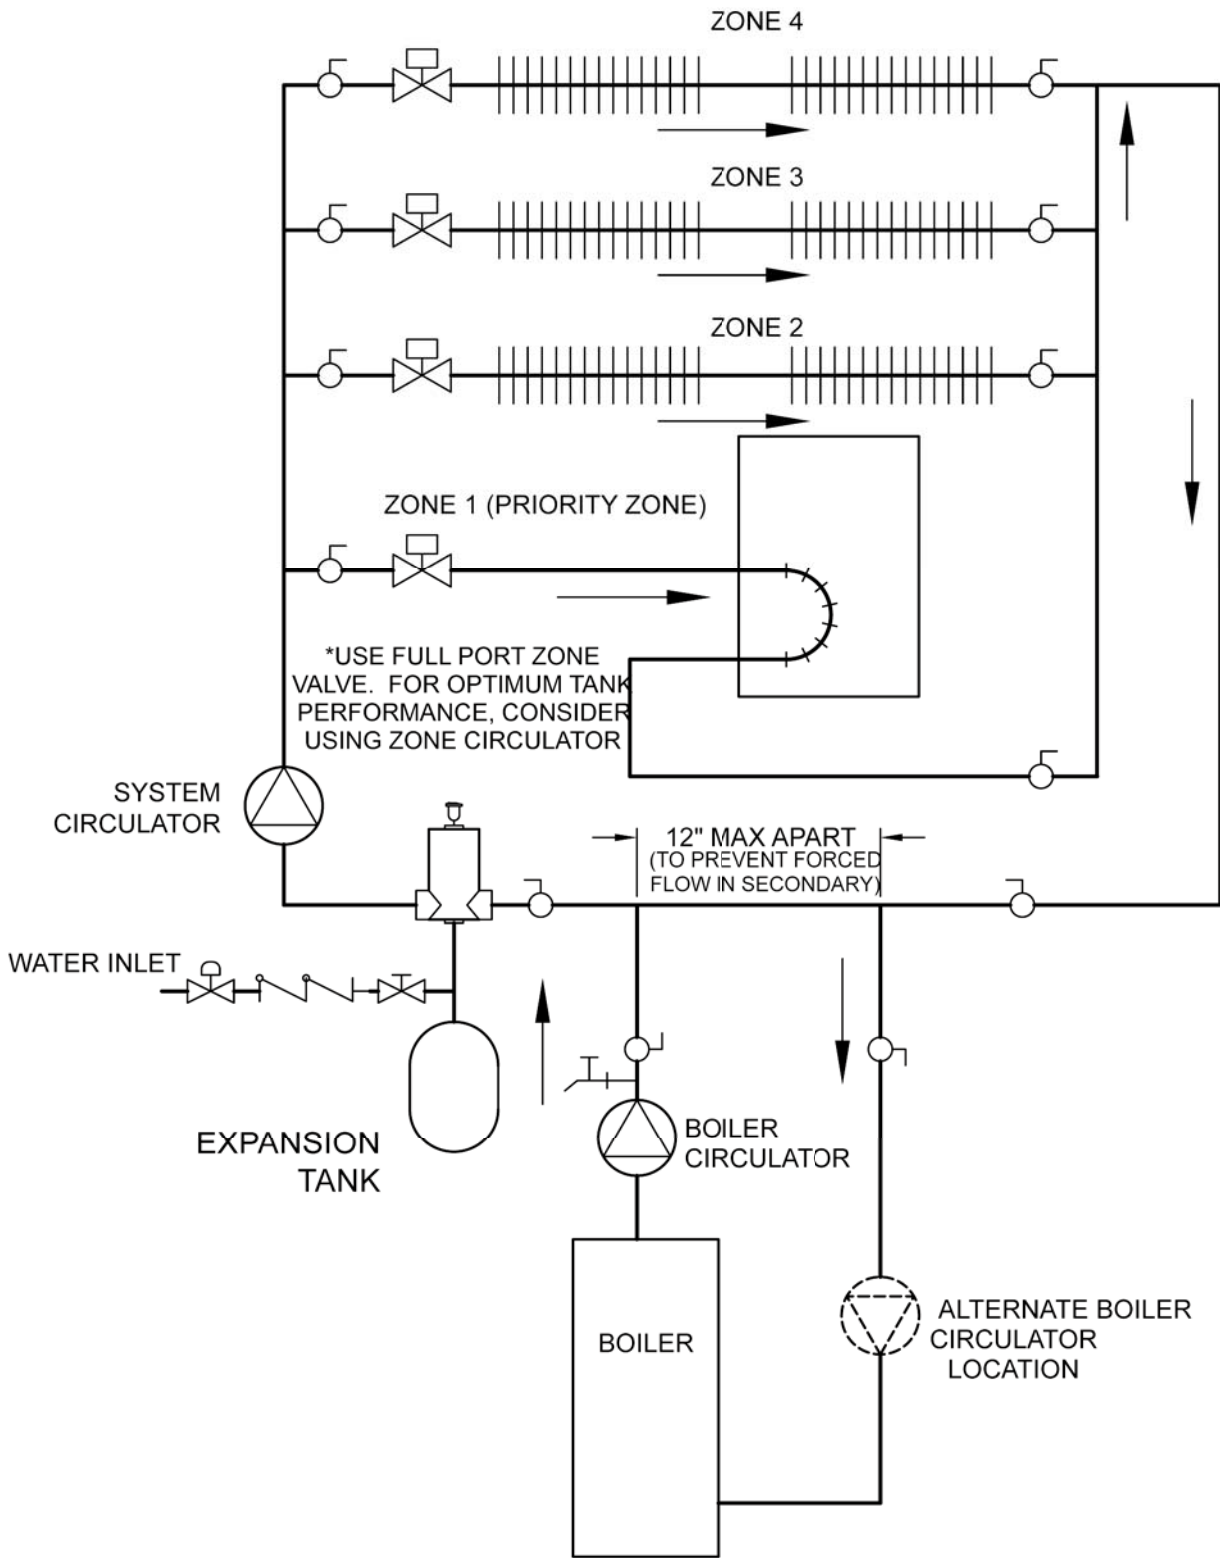 ZONE 4
ZONE 3
ZONE 2
ZONE 1 (PRIORITY ZONE)
*USE FULL PORT ZONE
VALVE. FOR OPTIMUM TANK
PERFORMANCE, CONSIDER
USING ZONE CIRCULATOR
SYSTEM
CIRCULATOR
12" MAX APART
(TO PREVENT FORCED
FLOW IN SECONDARY)
WATER INLET
EXPANSION
TANK
BOILER
CIRCULATOR
BOILER
ALTERNATE BOILER
CIRCULATOR
LOCATION